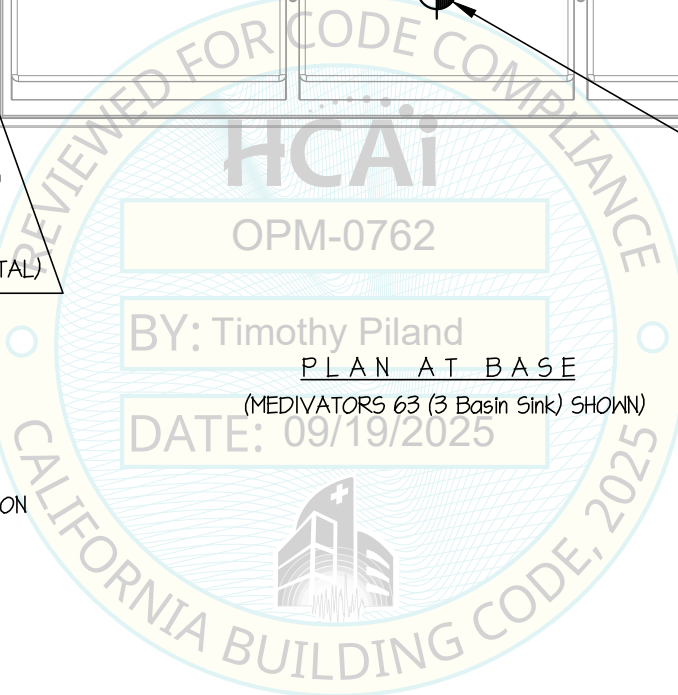 REVIEWED FOR CODE COMPLIANCE
HCAi
OPM-0762
TAL)
BY: Timothy Piland
PLAN AT BASE
(MEDIVATORS 63 (3 Basin Sink) SHOWN)
DATE: 09/19/2025
ON
CALIFORNIA BUILDING CODE, 2025